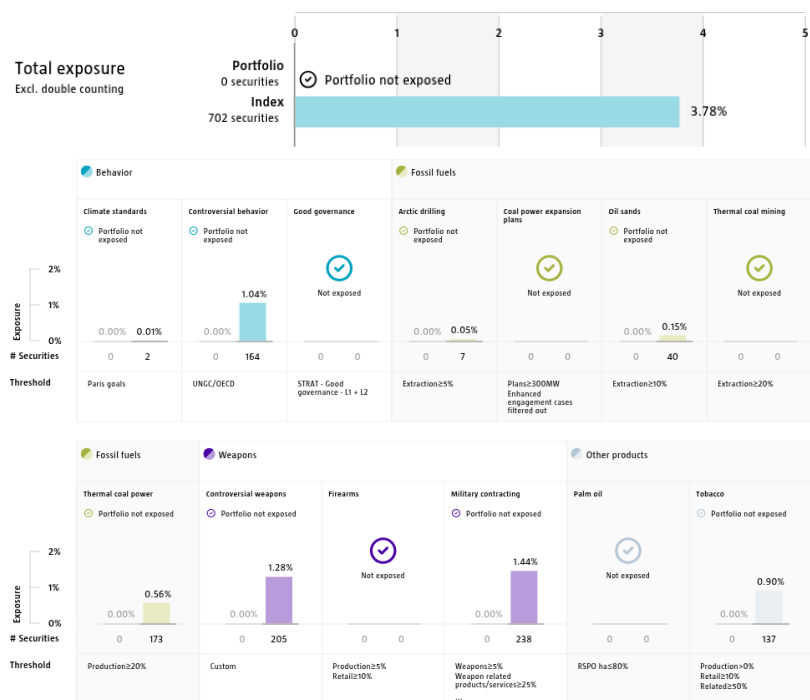 0 1 2 3 4 5
Total exposure
Excl. double counting
Portfolio
0 securities
Portfolio not exposed
Index
702 securities
3.78%
Behavior
Fossil fuels
Climate standards
Controversial behavior
Good governance
Arctic drilling
Coal power expansion
plans
Oil sands
Thermal coal mining
Portfolio not
exposed
Portfolio not
exposed
Not exposed
Portfolio not
exposed
Not exposed
Portfolio not
exposed
Not exposed
Exposure
2%
1%
0%
0.00% 0.01%
0.00% 1.04%
0.00% 0.05%
0.00% 0.15%
# Securities 0 2 0 164 0 0 0 7 0 0 0 40 0 0
Threshold
Paris goals
UNGC/OECD
STRAT - Good
governance - L1 + L2
Extraction≥5%
Plans≥300MW
Enhanced
engagement cases
filtered out
Extraction≥10%
Extraction≥20%
Fossil fuels
Weapons
Other products
Thermal coal power
Controversial weapons
Firearms
Military contracting
Palm oil
Tobacco
Portfolio not exposed
Portfolio not exposed
Not exposed
Portfolio not exposed
Not exposed
Portfolio not exposed
Exposure
2%
1%
0%
0.00% 0.56%
0.00% 1.28%
0.00% 1.44%
0.00% 0.90%
# Securities 0 173 0 205 0 0 0 238 0 0 0 137
Threshold
Production≥20%
Custom
Production≥5%
Retail≥10%
Weapons≥5%
Weapon related
products/services≥25%
RSPO ha≤80%
Production>0%
Retail≥10%
Related≥50%